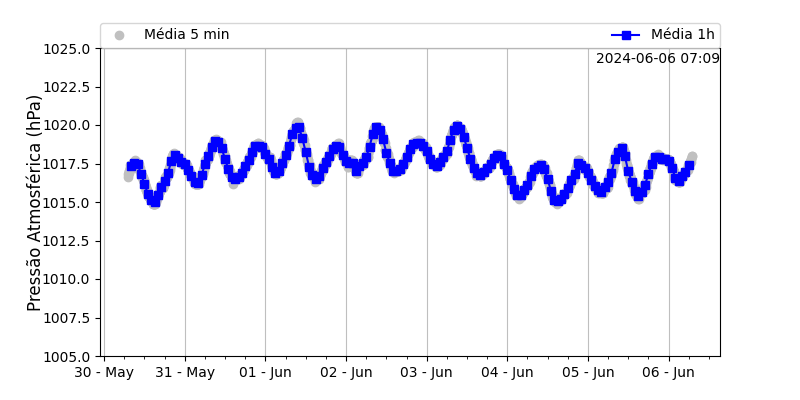 Média 5 min
Média 1h
2024-06-06 07:09
Pressão Atmosférica (hPa)
1025.0
1022.5
1020.0
1017.5
1015.0
1012.5
1010.0
1007.5
1005.0
30 - May
31 - May
01 - Jun
02 - Jun
03 - Jun
04 - Jun
05 - Jun
06 - Jun